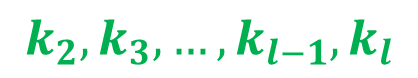 k₂, k₃, …, kₗ₋₁, kₗ